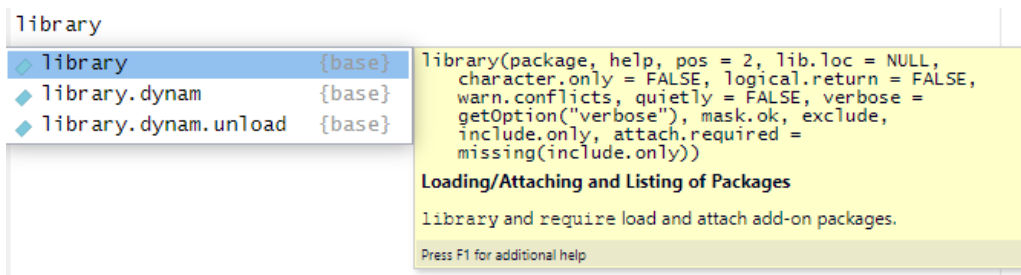 library
library {base}
library.dynam {base}
library.dynam.unload {base}
library(package, help, pos = 2, lib.loc = NULL,
character.only = FALSE, logical.return = FALSE,
warn.conflicts, quietly = FALSE, verbose =
getOption("verbose"), mask.ok, exclude,
include.only, attach.required =
missing(include.only))
Loading/Attaching and Listing of Packages
library and require load and attach add-on packages.
Press F1 for additional help